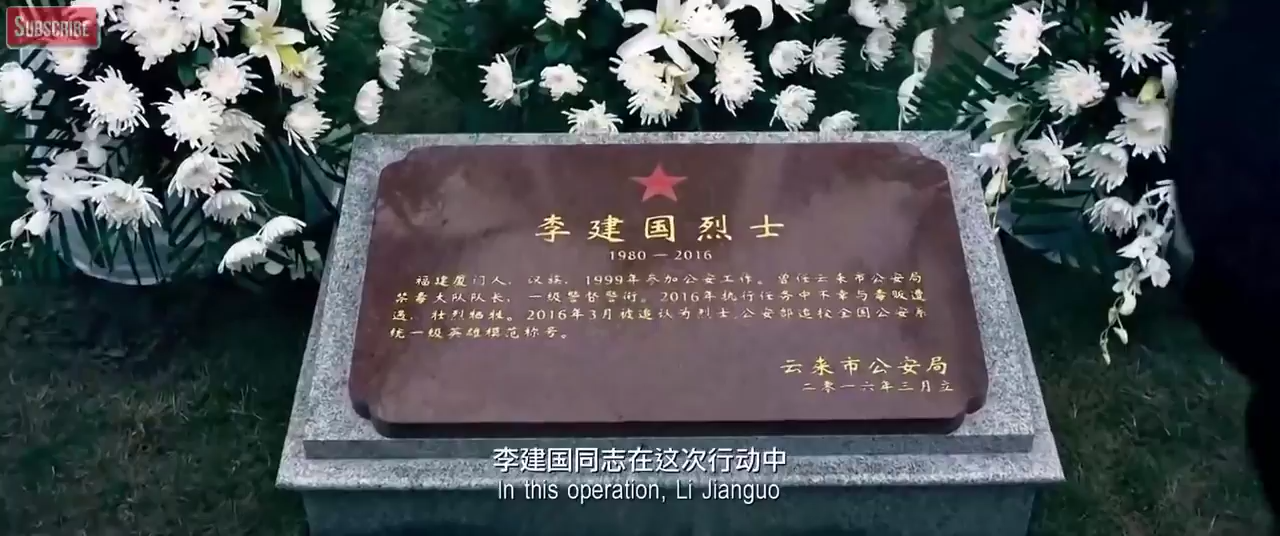 SUBSCRIBE
李建国烈士
1980 — 2016
福建厦门人，汉族，1999年参加公安工作。曾任云来市公安局
禁毒大队队长，一级警督警衔。2016年执行任务中不幸与毒贩遭
遇，壮烈牺牲。2016年3月被追认为烈士,公安部追授全国公安系
统一级英雄模范称号。
云来市公安局
二零一六年三月立
李建国同志在这次行动中
In this operation, Li Jianguo